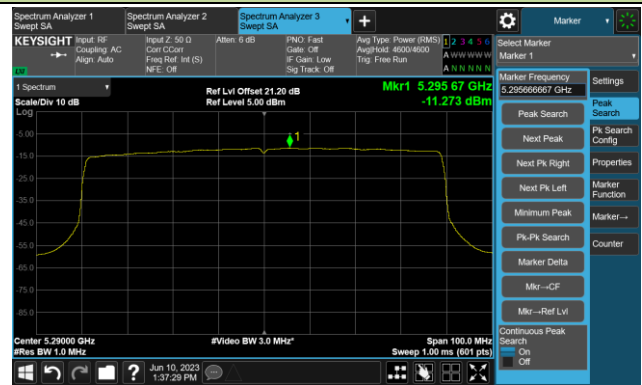 Spectrum Analyzer 1
Swept SA
Spectrum Analyzer 2
Swept SA
Spectrum Analyzer 3
Swept SA
Marker
KEYSIGHT
Input: RF
Coupling: AC
Align: Auto
Input Z: 50 Ω
Corr CCorr
Freq Ref: Int (S)
NFE: Off
Atten: 6 dB
PNO: Fast
Gate: Off
IF Gain: Low
Sig Track: Off
Avg Type: Power (RMS)
Avg|Hold: 4600/4600
Trig: Free Run
1 2 3 4 5 6
A W W W W W
A N N N N N
Select Marker
Marker 1
1 Spectrum
Scale/Div 10 dB
Log
Ref Lvl Offset 21.20 dB
Ref Level 5.00 dBm
Mkr1 5.295 67 GHz
-11.273 dBm
1
-5.00
-15.0
-25.0
-35.0
-45.0
-55.0
-65.0
-75.0
-85.0
Center 5.29000 GHz
#Res BW 1.0 MHz
#Video BW 3.0 MHz*
Span 100.0 MHz
Sweep 1.00 ms (601 pts)
Marker Frequency
5.295666667 GHz
Peak Search
Next Peak
Next Pk Right
Next Pk Left
Minimum Peak
Pk-Pk Search
Marker Delta
Mkr→CF
Mkr→Ref Lvl
Continuous Peak
Search
On
Off
Settings
Peak
Search
Pk Search
Config
Properties
Marker
Function
Marker→
Counter
Jun 10, 2023
1:37:29 PM